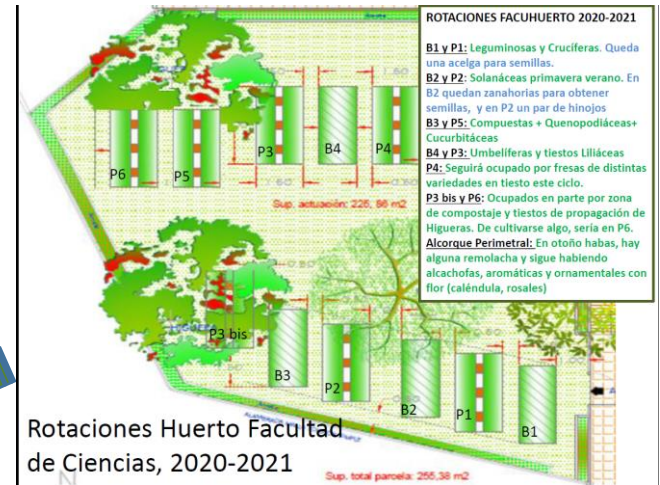 ROTACIONES FACUHUERTO 2020-2021
B1 y P1: Leguminosas y Crucíferas. Queda
una acelga para semillas.
B2 y P2: Solanáceas primavera verano. En
B2 quedan zanahorias para obtener
semillas, y en P2 un par de hinojos
B3 y P5: Compuestas + Quenopodiáceas+
Cucurbitáceas
B4 y P3: Umbelíferas y tiestos Liliáceas
P4: Seguirá ocupado por fresas de distintas
variedades en tiesto este ciclo.
P3 bis y P6: Ocupados en parte por zona
de compostaje y tiestos de propagación de
Higueras. De cultivarse algo, sería en P6.
Alcorque Perimetral: En otoño habas, hay
alguna remolacha y sigue habiendo
alcachofas, aromáticas y ornamentales con
flor (caléndula, rosales)
P6
P5
P3
B4
P4
Sup. actuación: 225, 86 m2
P3 bis
B3
P2
B2
P1
B1
Rotaciones Huerto Facultad
de Ciencias, 2020-2021
Sup. total parcela: 255,38 m2
N